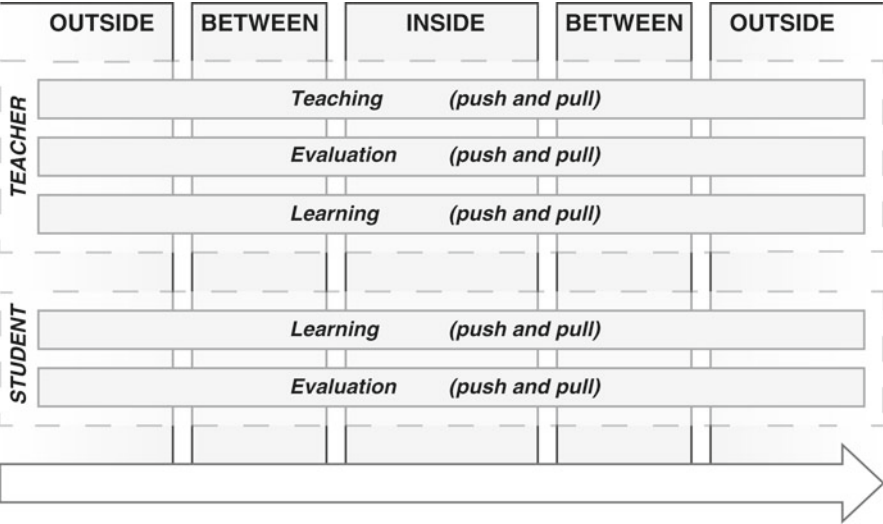 OUTSIDE BETWEEN INSIDE BETWEEN OUTSIDE
TEACHER
Teaching (push and pull)
Evaluation (push and pull)
Learning (push and pull)
STUDENT
Learning (push and pull)
Evaluation (push and pull)